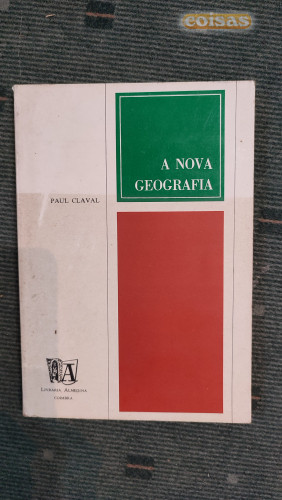 coisas
A NOVA
GEOGRAFIA
PAUL CLAVAL
A
LIVRARIA ALMEDINA
COIMBRA